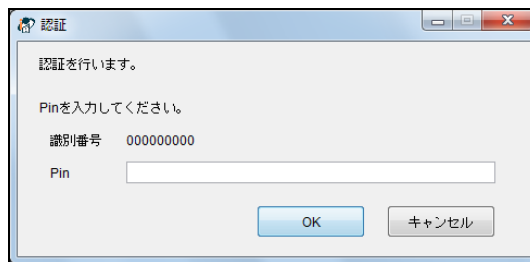 認証
認証を行います。
Pinを入力してください。
識別番号 000000000
Pin
OK キャンセル